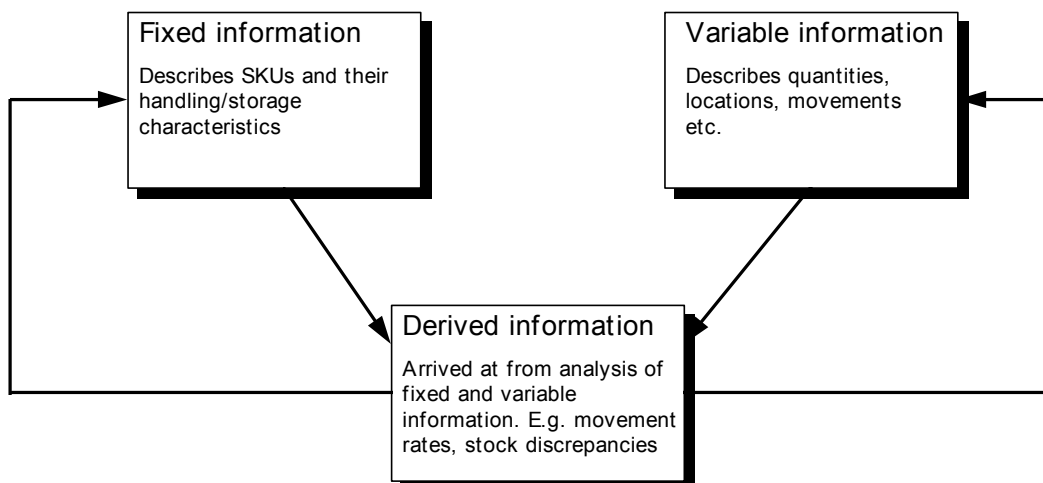 Fixed information
Describes SKUs and their
handling/storage
characteristics
Variable information
Describes quantities,
locations, movements
etc.
Derived information
Arrived at from analysis of
fixed and variable
information. E.g. movement
rates, stock discrepancies